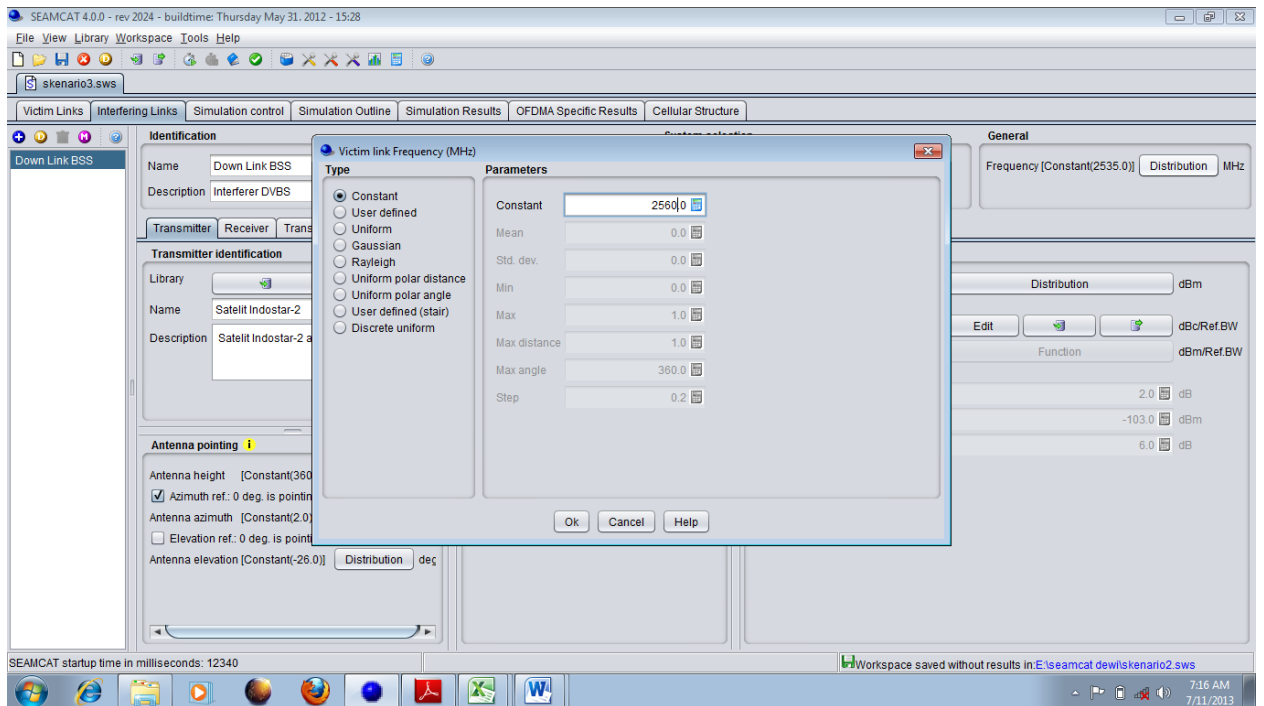 SEAMCAT 4.0.0 - rev 2024 - buildtime: Thursday May 31. 2012 - 15:28
File View Library Workspace Tools Help
skenario3.sws
Victim Links Interfering Links Simulation control Simulation Outline Simulation Results OFDMA Specific Results Cellular Structure
Down Link BSS
Identification
Name Down Link BSS
Description Interferer DVBS
General
Frequency [Constant(2535.0)] Distribution MHz
Transmitter Receiver Trans
Transmitter identification
Library
Name Satelit Indostar-2
Description Satelit Indostar-2 a
Distribution dBm
Edit dBc/Ref.BW
Function dBm/Ref.BW
2.0 dB
-103.0 dBm
6.0 dB
Antenna pointing i
Antenna height [Constant(360
Azimuth ref.: 0 deg. is pointin
Antenna azimuth [Constant(2.0)
Elevation ref.: 0 deg. is pointi
Antenna elevation [Constant(-26.0)] Distribution deg
Victim link Frequency (MHz)
Type
Constant
User defined
Uniform
Gaussian
Rayleigh
Uniform polar distance
Uniform polar angle
User defined (stair)
Discrete uniform
Parameters
Constant 2560.0
Mean 0.0
Std. dev. 0.0
Min 0.0
Max 1.0
Max distance 1.0
Max angle 360.0
Step 0.2
Ok Cancel Help
SEAMCAT startup time in milliseconds: 12340
Workspace saved without results in:E:\seamcat dewi\skenario2.sws
7:16 AM
7/11/2013